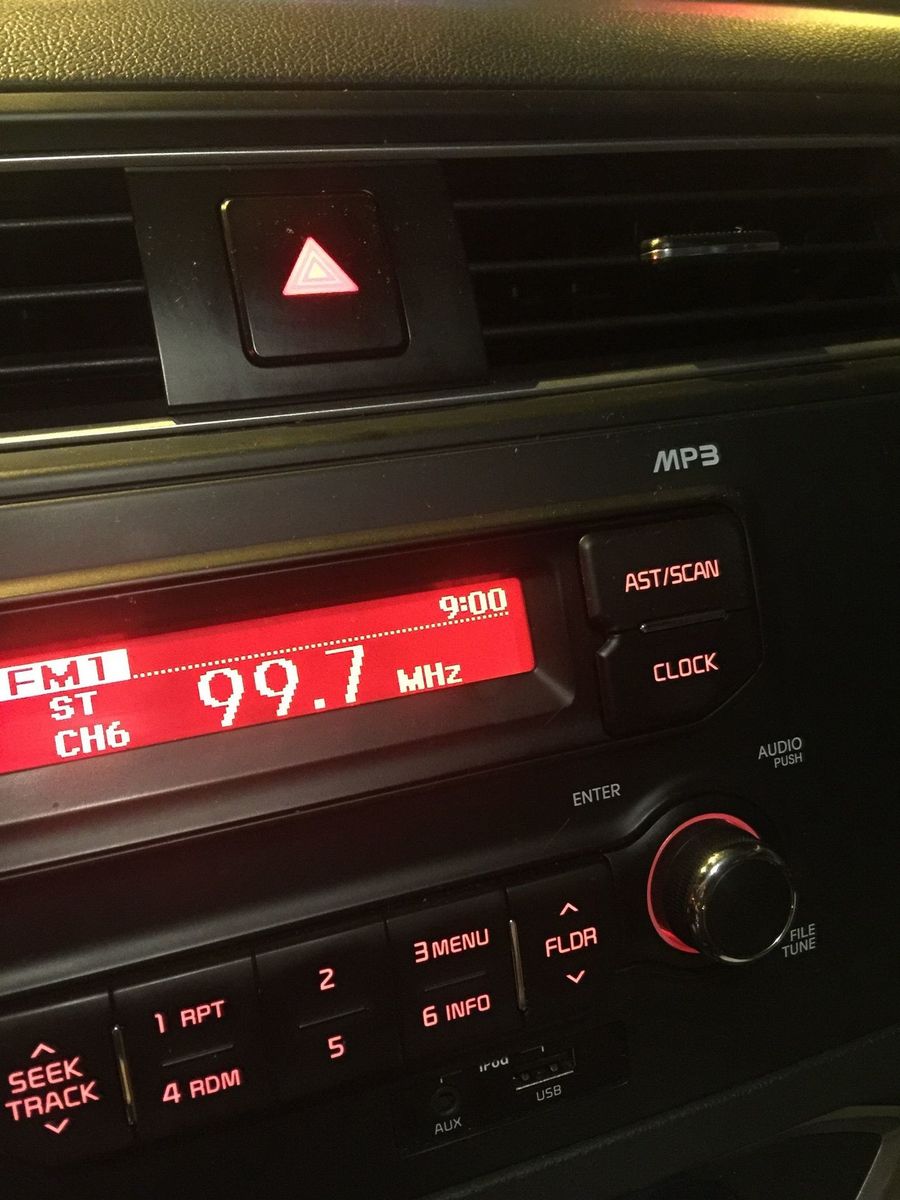 MP3
AST/SCAN
9:00
FM1
99.7 MHz
ST
CLOCK
CH6
AUDIO
PUSH
ENTER
FILE
TUNE
3 MENU
FLDR
2
6 INFO
1 RPT
5
SEEK
TRACK
4 RDM
iPod
USB
AUX